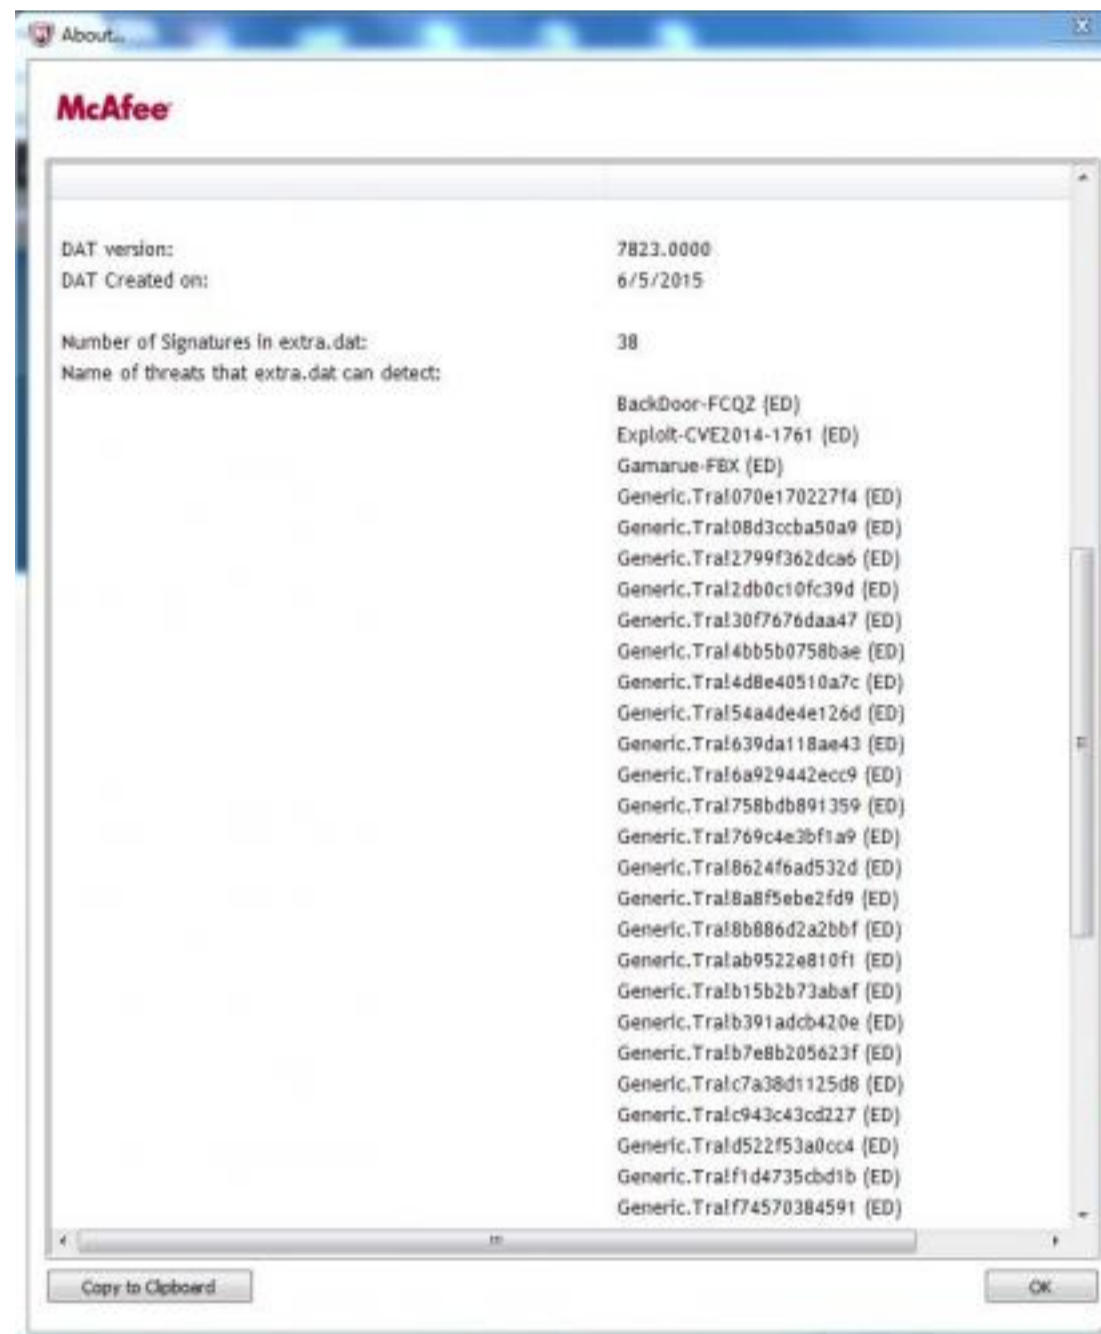 About...
McAfee
DAT version: 7823.0000
DAT Created on: 6/5/2015
Number of Signatures in extra.dat: 38
Name of threats that extra.dat can detect:
BackDoor-FCQZ (ED)
Exploit-CVE2014-1761 (ED)
Gamarue-FBX (ED)
Generic.Tra!070e170227f4 (ED)
Generic.Tra!08d3ccba50a9 (ED)
Generic.Tra!2799f362dca6 (ED)
Generic.Tra!2db0c10fc39d (ED)
Generic.Tra!30f7676daa47 (ED)
Generic.Tra!4bb5b0758bae (ED)
Generic.Tra!4d8e40510a7c (ED)
Generic.Tra!54a4de4e126d (ED)
Generic.Tra!639da118ae43 (ED)
Generic.Tra!6a929442ecc9 (ED)
Generic.Tra!758bdb891359 (ED)
Generic.Tra!769c4e3bf1a9 (ED)
Generic.Tra!8624f6ad532d (ED)
Generic.Tra!8a8f5ebe2fd9 (ED)
Generic.Tra!8b886d2a2bbf (ED)
Generic.Tra!ab9522e810f1 (ED)
Generic.Tra!b15b2b73abaf (ED)
Generic.Tra!b391adcb420e (ED)
Generic.Tra!b7e8b205623f (ED)
Generic.Tra!c7a38d1125d8 (ED)
Generic.Tra!c943c43cd227 (ED)
Generic.Tra!d522f53a0cc4 (ED)
Generic.Tra!f1d4735cbd1b (ED)
Generic.Tra!f74570384591 (ED)
Copy to Clipboard
OK